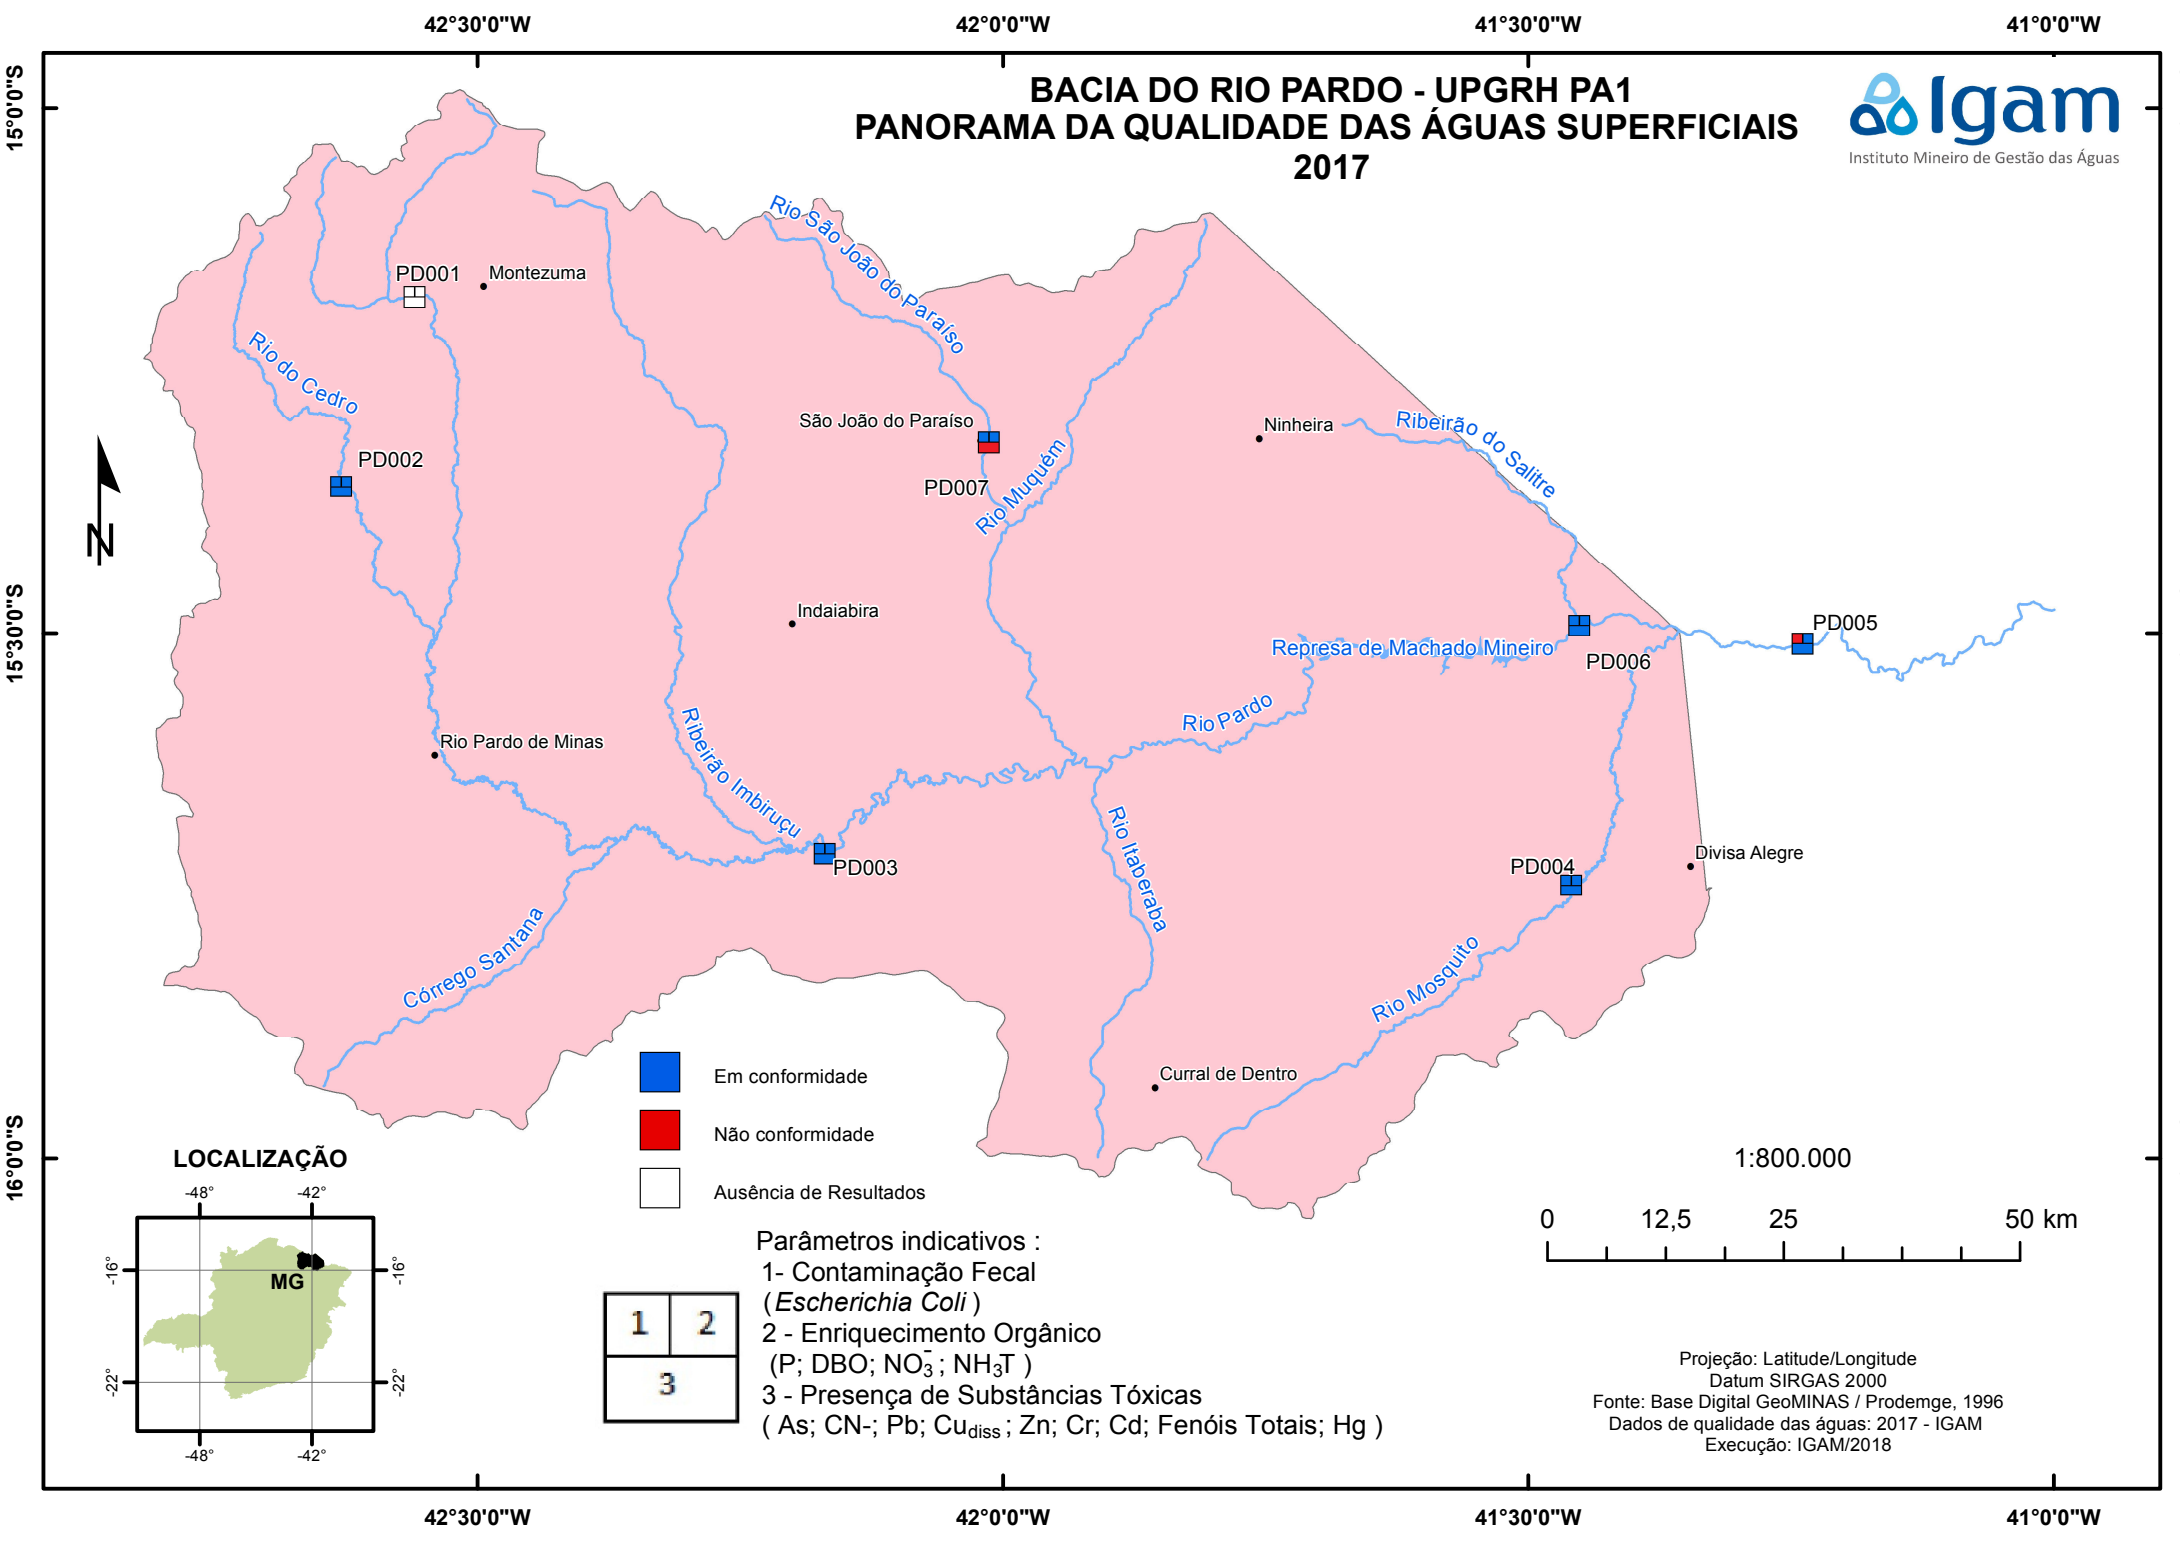 42°30'0"W
42°0'0"W
41°30'0"W
41°0'0"W
15°0'0"S
15°0'0"S
BACIA DO RIO PARDO - UPGRH PA1
PANORAMA DA QUALIDADE DAS ÁGUAS SUPERFICIAIS
2017
Igam
Instituto Mineiro de Gestão das Águas
Rio São João do Paraíso
PD001
Montezuma
Rio do Cedro
São João do Paraíso
Ninheira
Ribeirão do Salitre
PD002
PD007
Rio Muquém
N
15°30'0"S
Indaiabira
PD005
Represa de Machado Mineiro
PD006
Rio Pardo
Rio Pardo de Minas
Ribeirão Imbiruçu
Rio Itaberaba
PD003
PD004
Divisa Alegre
Córrego Santana
Rio Mosquito
Curral de Dentro
16°0'0"S
Em conformidade
Não conformidade
Ausência de Resultados
LOCALIZAÇÃO
-48°
-42°
-16°
-16°
MG
-22°
-22°
-48°
-42°
1 2
3
Parâmetros indicativos :
1- Contaminação Fecal
(Escherichia Coli )
2 - Enriquecimento Orgânico
(P; DBO; NO₃⁻ ; NH₃T )
3 - Presença de Substâncias Tóxicas
( As; CN-; Pb; Cudiss ; Zn; Cr; Cd; Fenóis Totais; Hg )
1:800.000
0 12,5 25 50 km
Projeção: Latitude/Longitude
Datum SIRGAS 2000
Fonte: Base Digital GeoMINAS / Prodemge, 1996
Dados de qualidade das águas: 2017 - IGAM
Execução: IGAM/2018
42°30'0"W
42°0'0"W
41°30'0"W
41°0'0"W